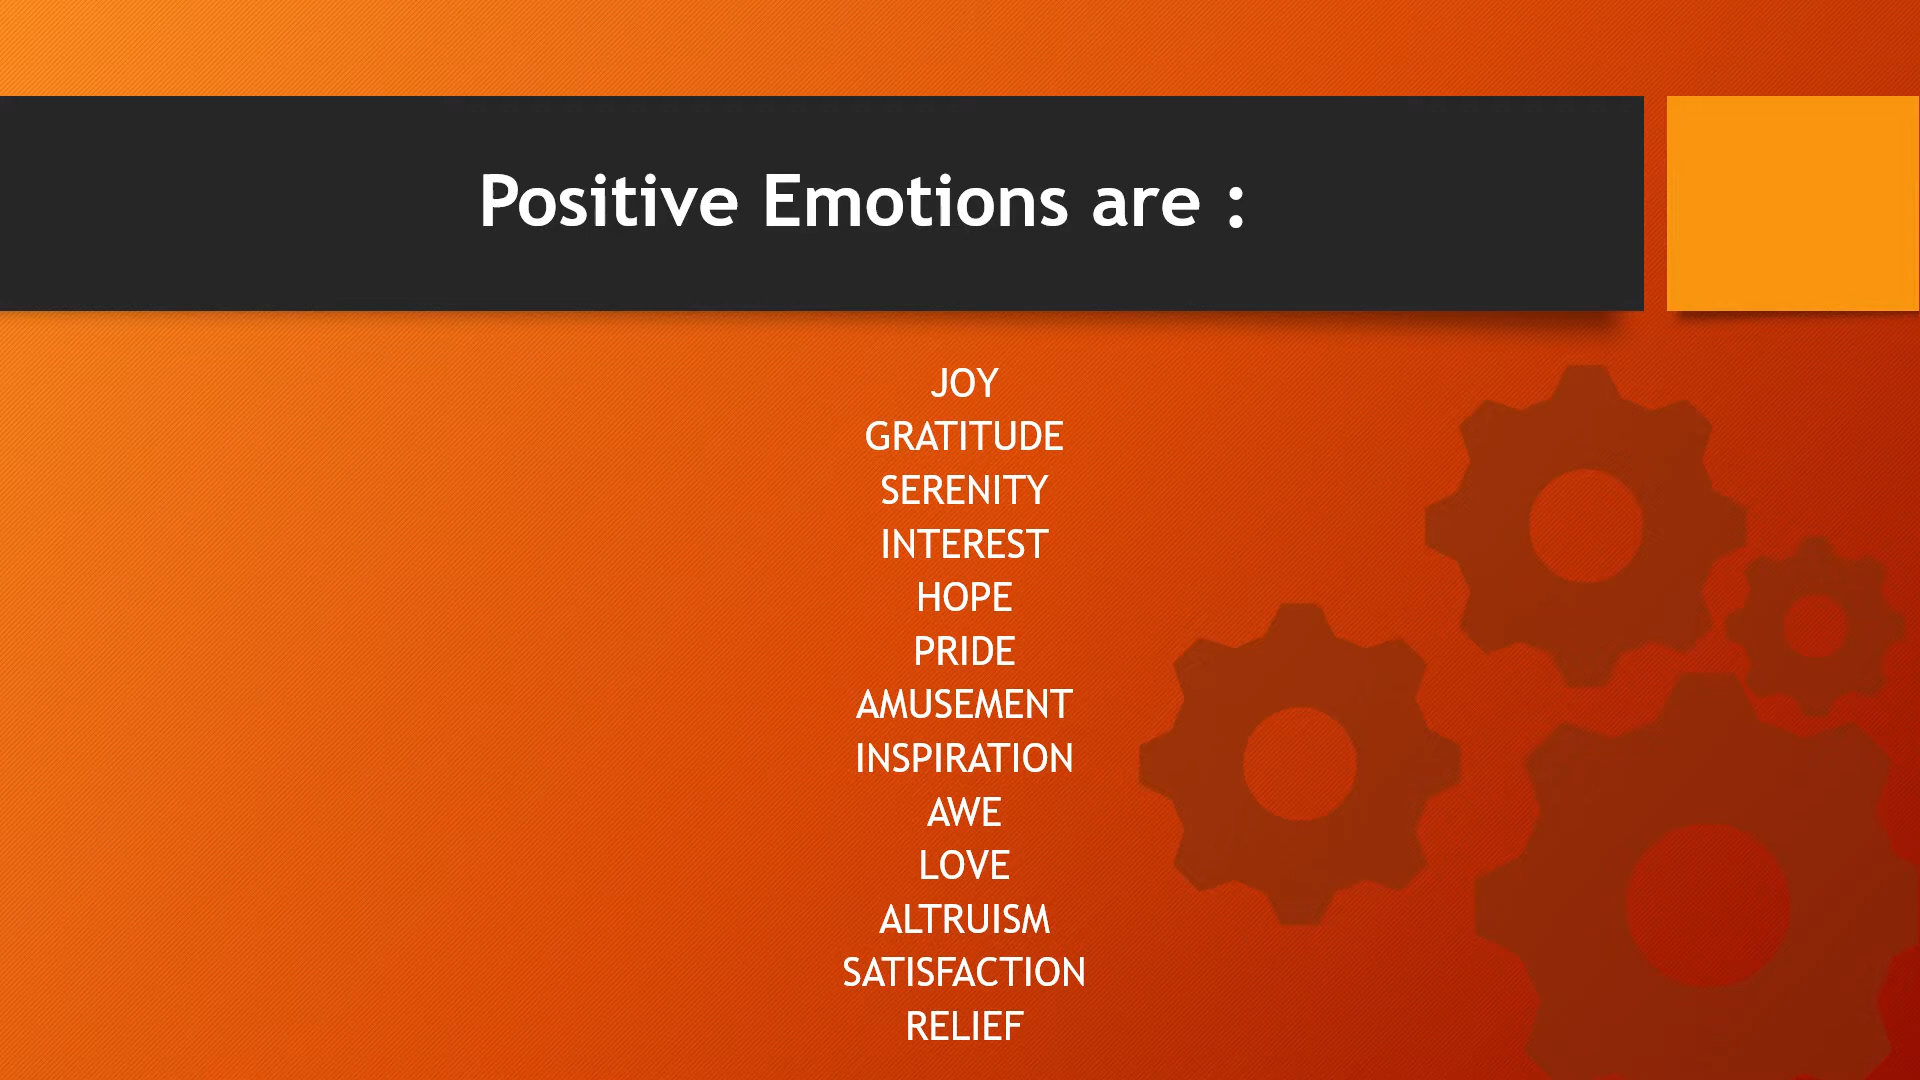 Positive Emotions are :
JOY
GRATITUDE
SERENITY
INTEREST
HOPE
PRIDE
AMUSEMENT
INSPIRATION
AWE
LOVE
ALTRUISM
SATISFACTION
RELIEF